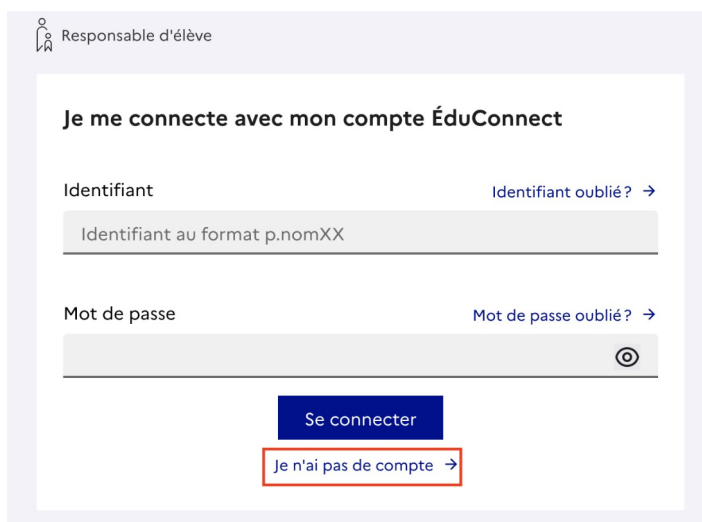 Responsable d'élève
Je me connecte avec mon compte ÉduConnect
Identifiant
Identifiant oublié? →
Identifiant au format p.nomXX
Mot de passe
Mot de passe oublié? →
Se connecter
Je n'ai pas de compte →